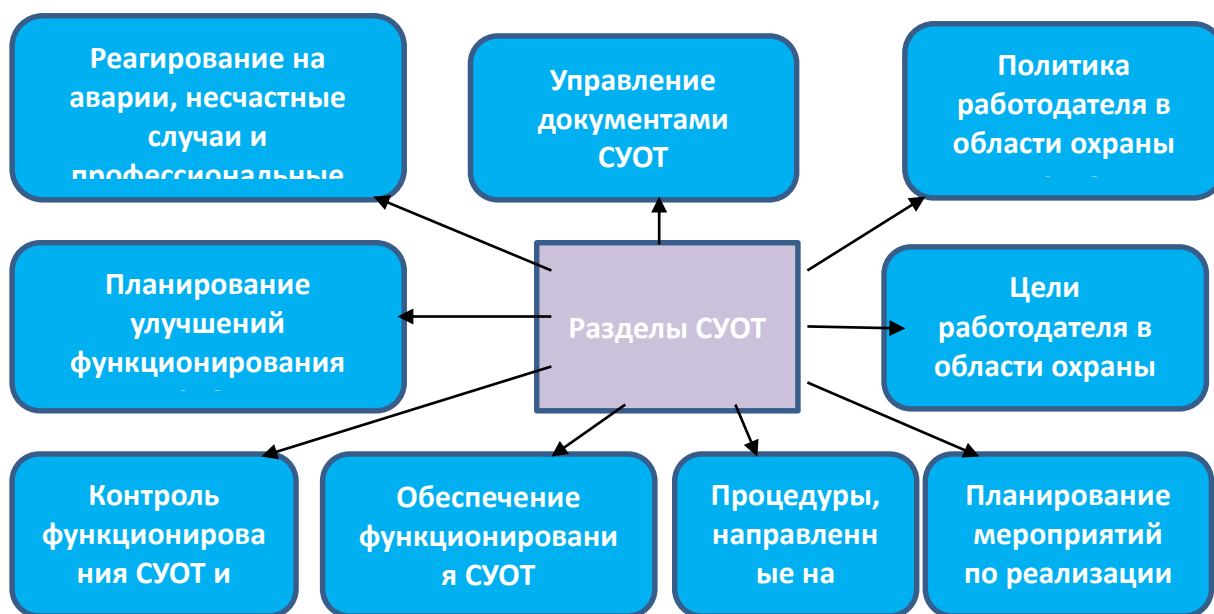 Реагирование на
аварии, несчастные
случаи и
профессиональные
Управление
документами
СУОТ
Политика
работодателя в
области охраны
Планирование
улучшений
функционирования
Разделы СУОТ
Цели
работодателя в
области охраны
Контроль
функционирова
ния СУОТ и
Обеспечение
функционировани
я СУОТ
Процедуры,
направленн
ые на
Планирование
мероприятий
по реализации